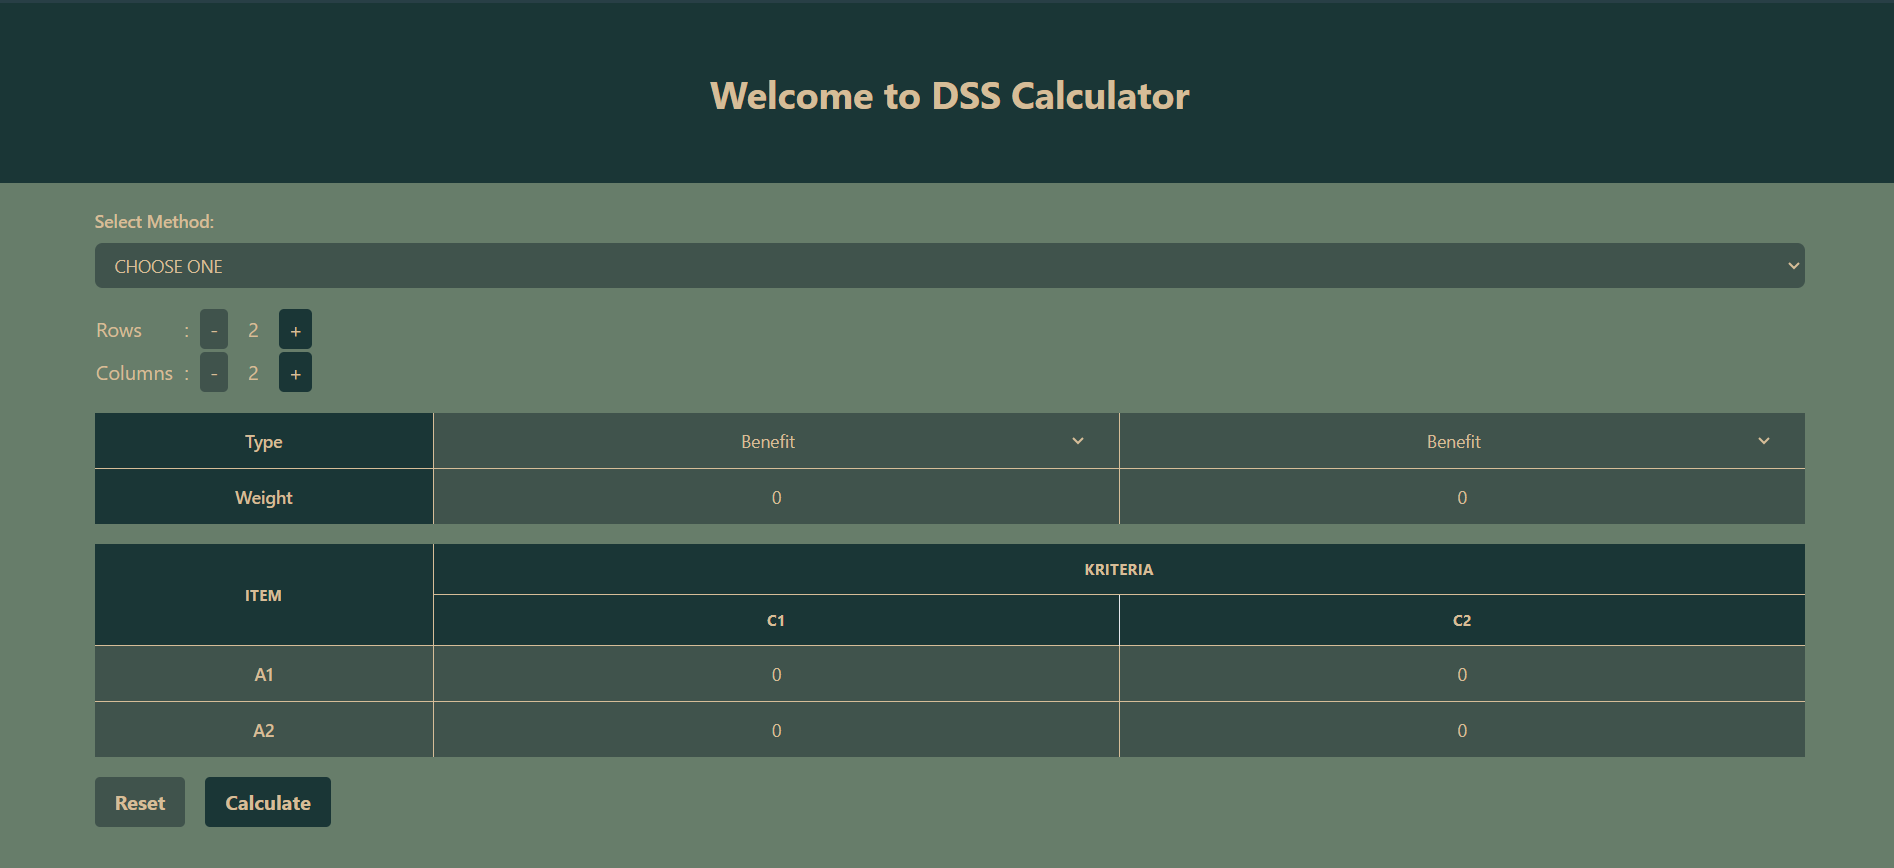 Welcome to DSS Calculator
Select Method:
CHOOSE ONE
Rows : - 2 +
Columns : - 2 +
Type Benefit Benefit
Weight 0 0
ITEM KRITERIA
C1 C2
A1 0 0
A2 0 0
Reset Calculate